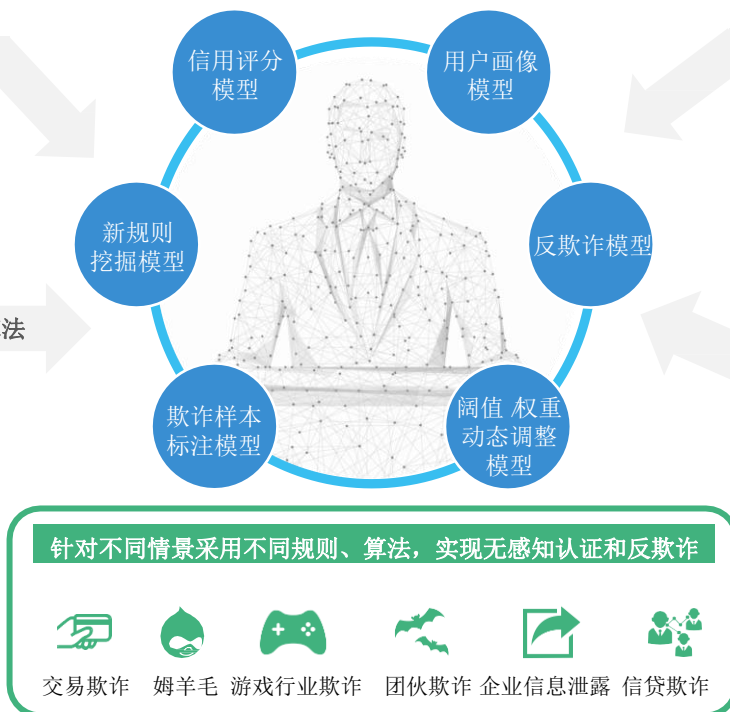 信用评分
模型
用户画像
模型
新规则
挖掘模型
反欺诈模型
法
欺诈样本
标注模型
阔值 权重
动态调整
模型
针对不同情景采用不同规则、算法，实现无感知认证和反欺诈
交易欺诈 姆羊毛 游戏行业欺诈 团伙欺诈 企业信息泄露 信贷欺诈